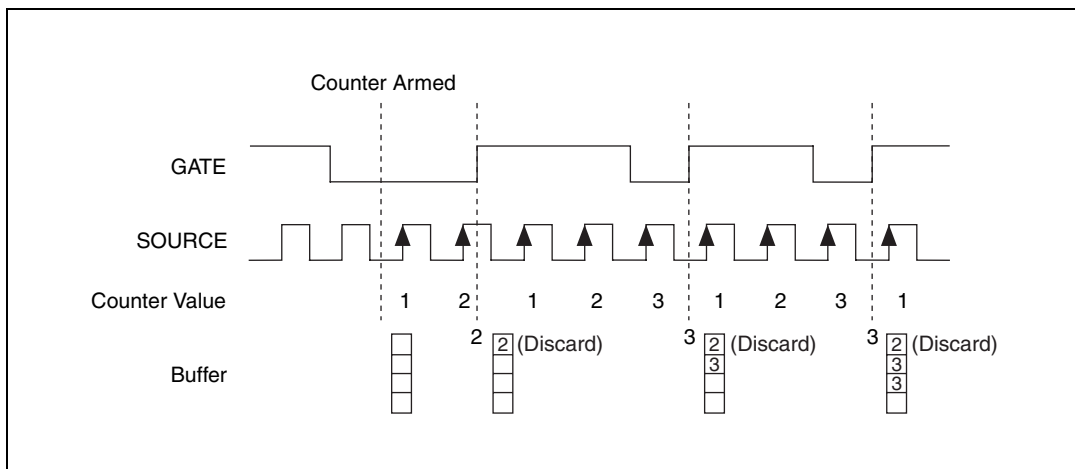 Counter Armed
GATE
SOURCE
Counter Value 1 2 1 2 3 1 2 3 1
2 3 3
Buffer
2 (Discard) 2 (Discard) 2 (Discard)
3 3
3